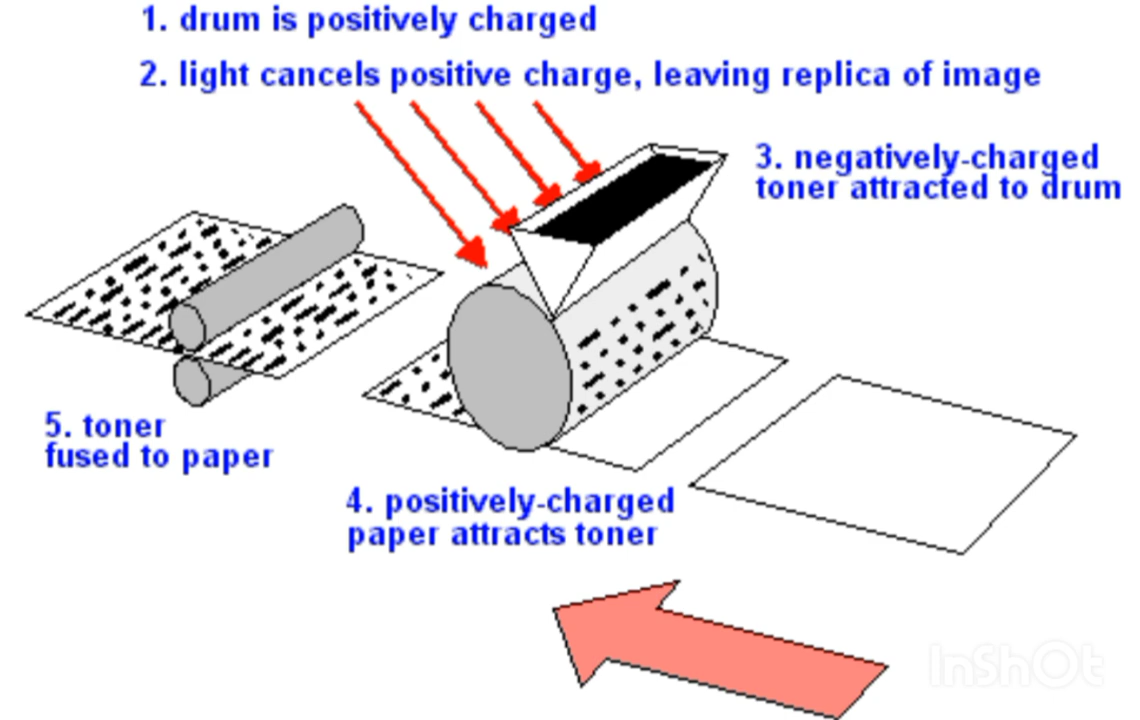 1. drum is positively charged
2. light cancels positive charge, leaving replica of image
3. negatively-charged
toner attracted to drum
5. toner
fused to paper
4. positively-charged
paper attracts toner
InShOt